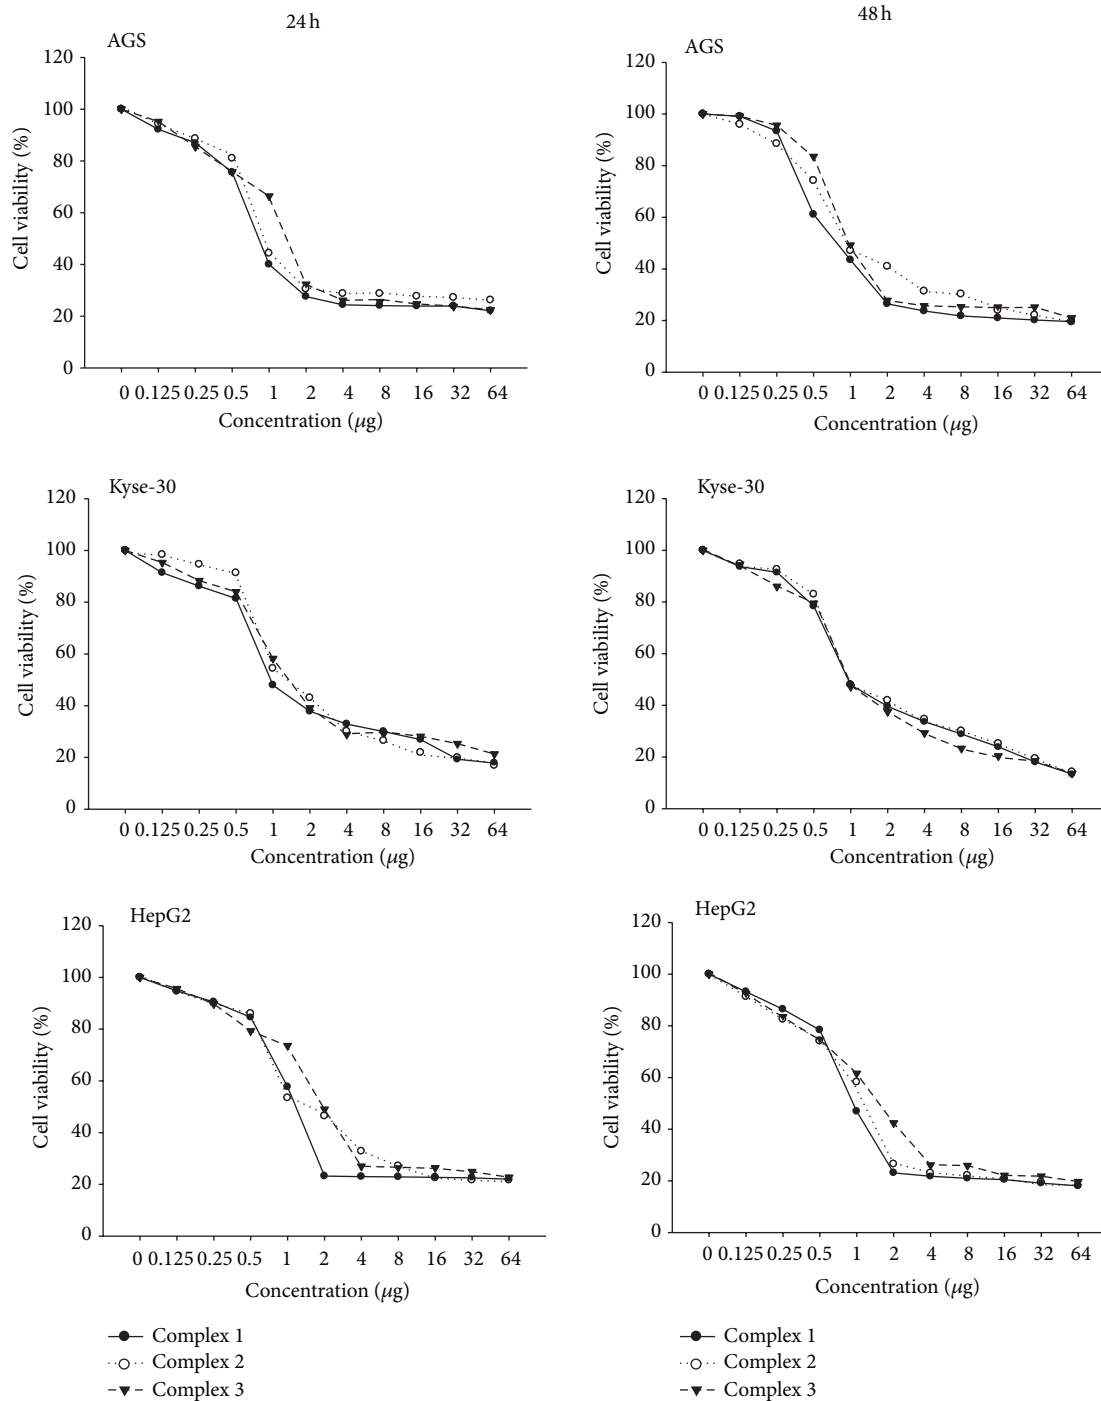 24 h
AGS
120
100
80
60
40
20
0
Cell viability (%)
0 0.125 0.25 0.5 1 2 4 8 16 32 64
Concentration (μg)
48 h
AGS
120
100
80
60
40
20
0
Cell viability (%)
0 0.125 0.25 0.5 1 2 4 8 16 32 64
Concentration (μg)
Kyse-30
120
100
80
60
40
20
0
Cell viability (%)
0 0.125 0.25 0.5 1 2 4 8 16 32 64
Concentration (μg)
Kyse-30
120
100
80
60
40
20
0
Cell viability (%)
0 0.125 0.25 0.5 1 2 4 8 16 32 64
Concentration (μg)
HepG2
120
100
80
60
40
20
0
Cell viability (%)
0 0.125 0.25 0.5 1 2 4 8 16 32 64
Concentration (μg)
HepG2
120
100
80
60
40
20
0
Cell viability (%)
0 0.125 0.25 0.5 1 2 4 8 16 32 64
Concentration (μg)
Complex 1
Complex 2
Complex 3
Complex 1
Complex 2
Complex 3